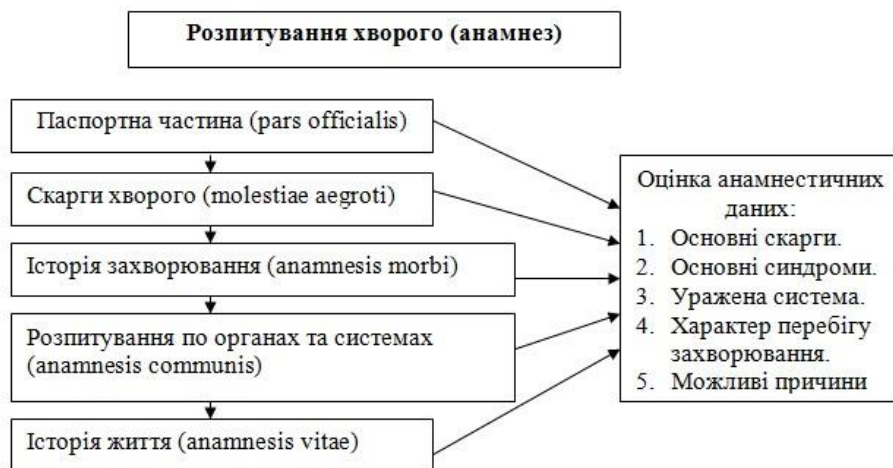 Розпитування хворого (анамнез)
Паспортна частина (pars officialis)
Скарги хворого (molestiae aegroti)
Історія захворювання (anamnesis morbi)
Розпитування по органах та системах
(anamnesis communis)
Історія життя (anamnesis vitae)
Оцінка анамнестичних
даних:
1. Основні скарги.
2. Основні синдроми.
3. Уражена система.
4. Характер перебігу
захворювання.
5. Можливі причини